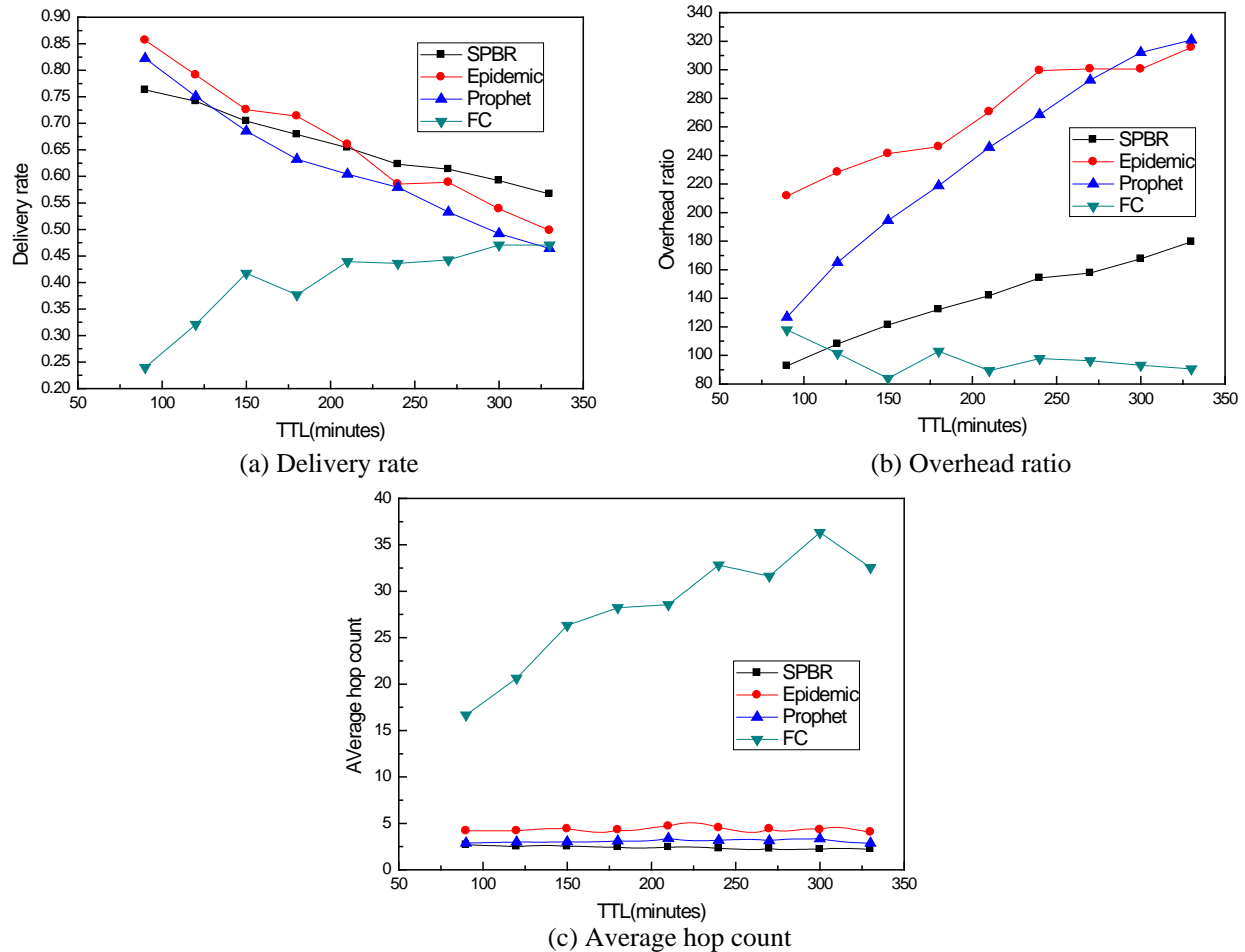 0.90
0.85
0.80
0.75
0.70
0.65
0.60
0.55
0.50
0.45
0.40
0.35
0.30
0.25
0.20
Delivery rate
SPBR
Epidemic
Prophet
FC
50 100 150 200 250 300 350
TTL(minutes)
(a) Delivery rate
340
320
300
280
260
240
220
200
180
160
140
120
100
80
Overhead ratio
SPBR
Epidemic
Prophet
FC
50 100 150 200 250 300 350
TTL(minutes)
(b) Overhead ratio
40
35
30
25
20
15
10
5
0
AVerage hop count
SPBR
Epidemic
Prophet
FC
50 100 150 200 250 300 350
TTL(minutes)
(c) Average hop count